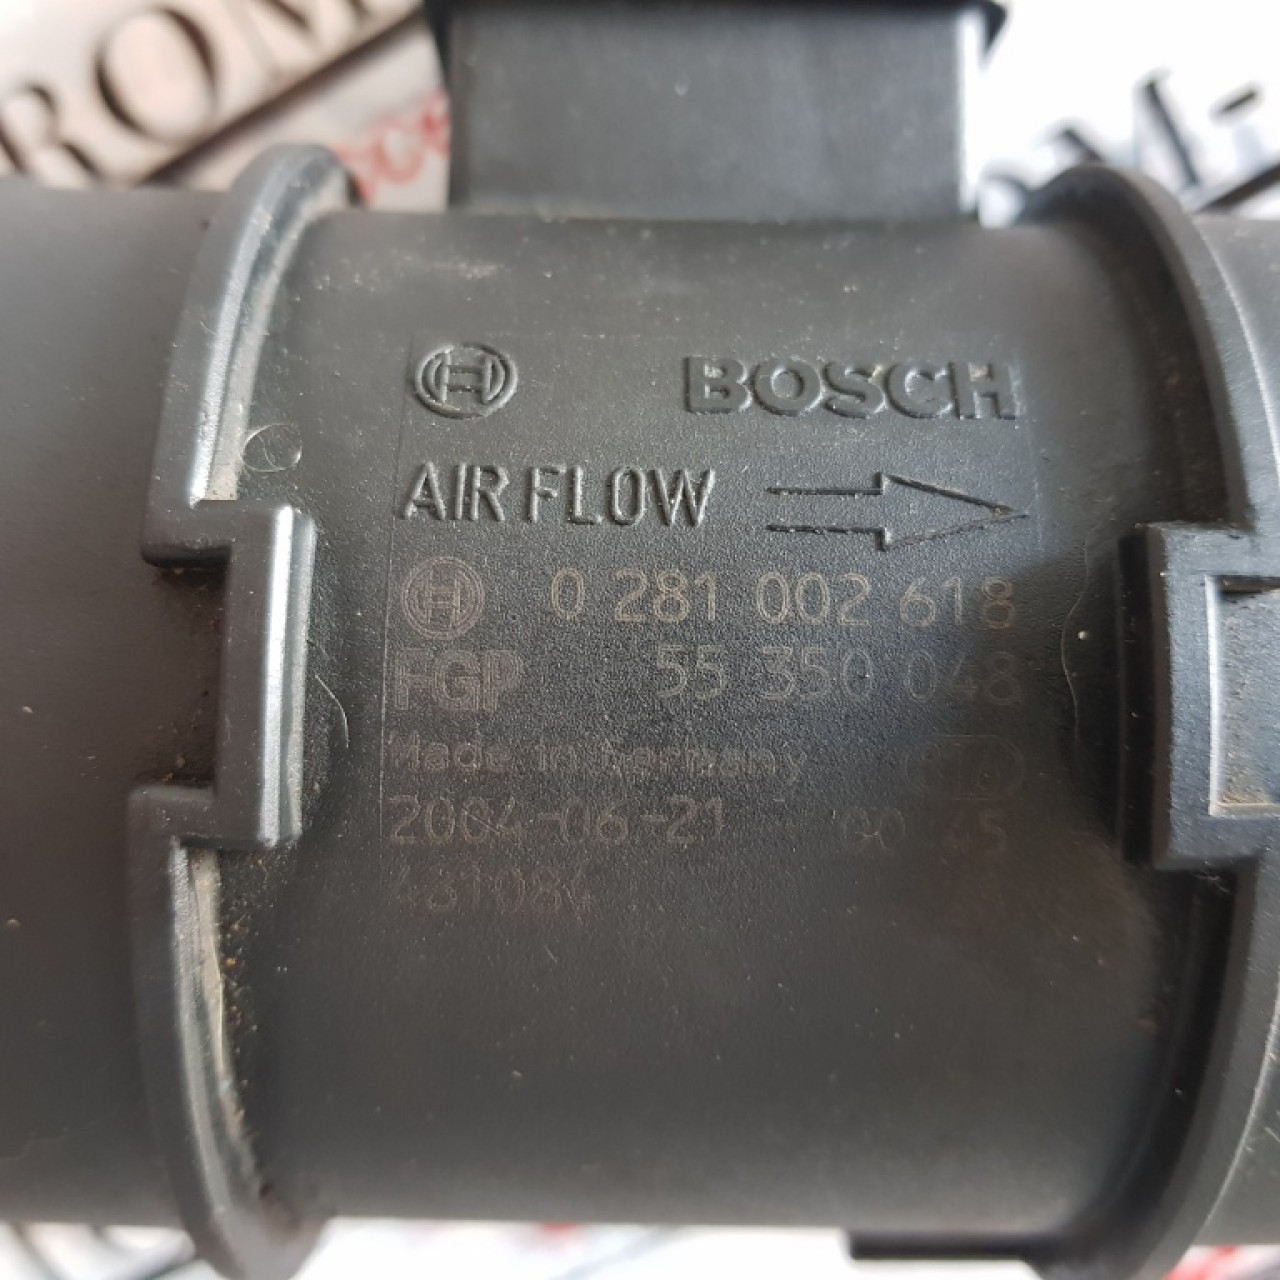 BOSCH
AIR FLOW
0 281 002 618
FGP 55 350 048
Made in Germany
2004-06-21